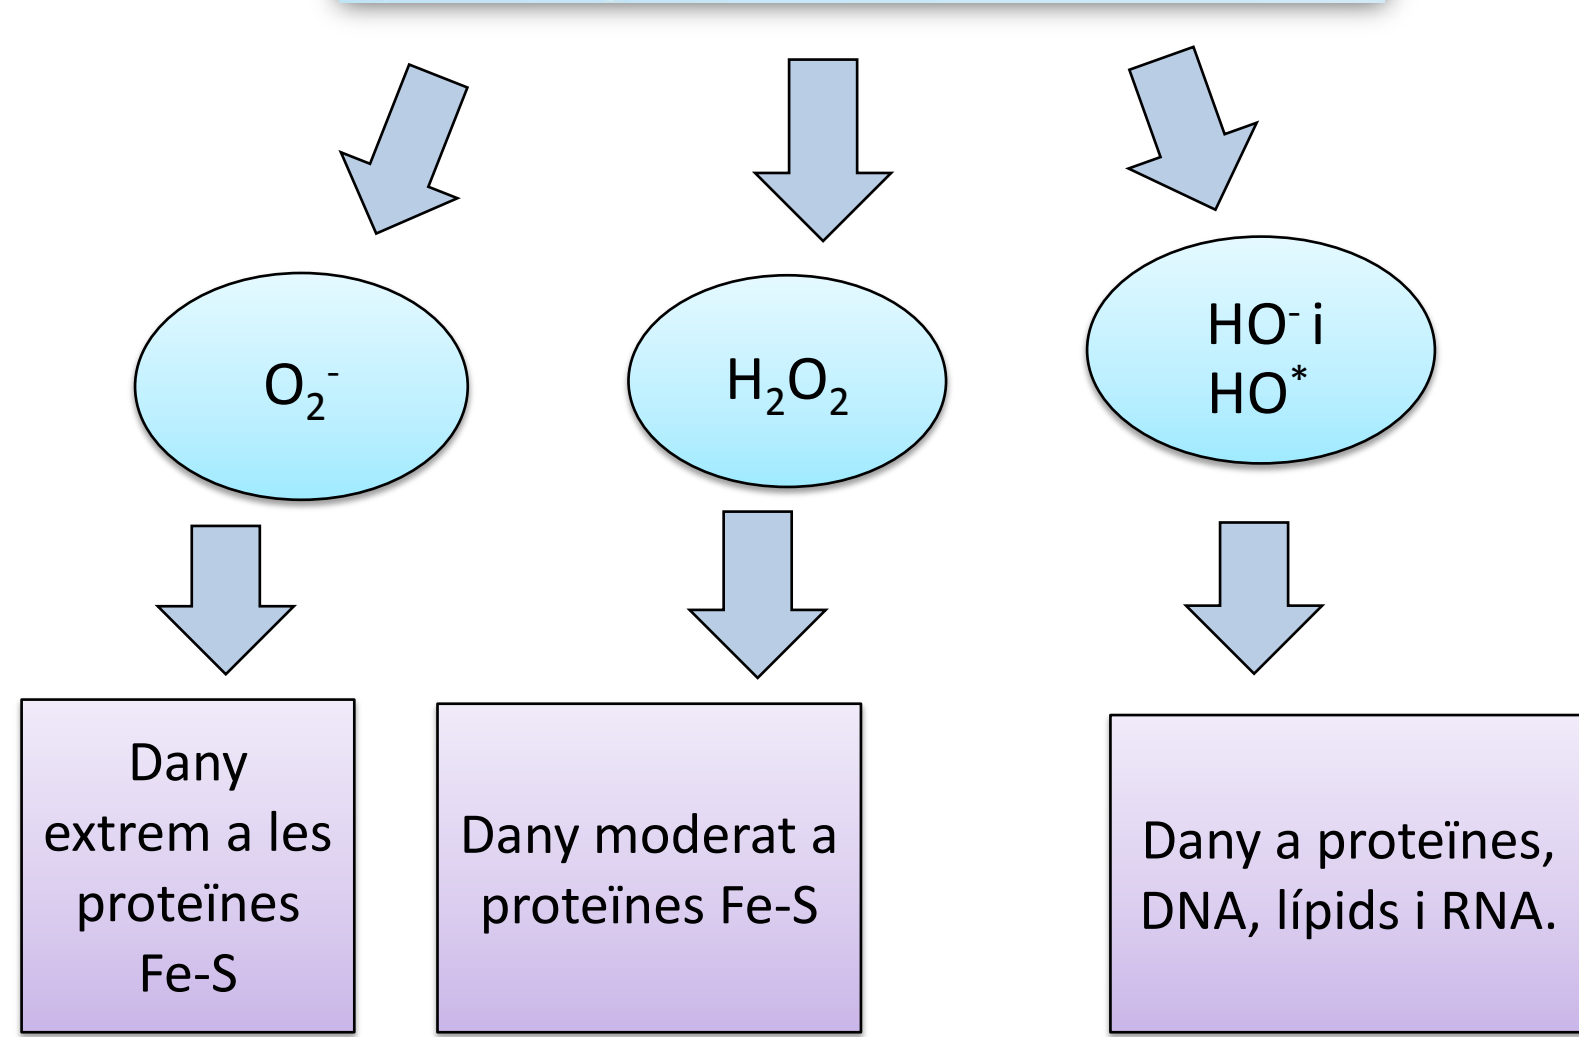 O₂⁻
H₂O₂
HO⁻ i
HO*
Dany
extrem a les
proteïnes
Fe-S
Dany moderat a
proteïnes Fe-S
Dany a proteïnes,
DNA, lípids i RNA.